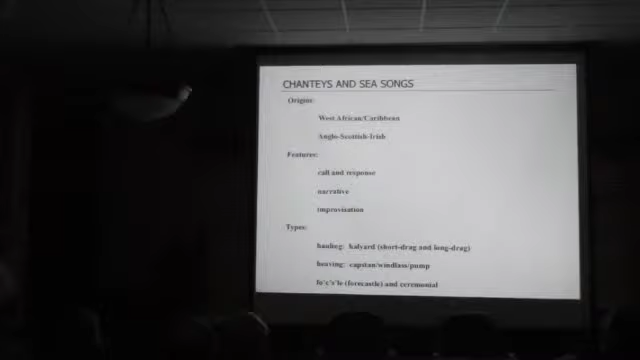 CHANTEYS AND SEA SONGS
Origins:
West African/Caribbean
Anglo-Scottish-Irish
Features:
call and response
narrative
improvization
Types:
hauling: halyard (short-drag and long-drag)
heaving: capstan/windlass/pump
fo'c's'le (forecastle) and ceremonial